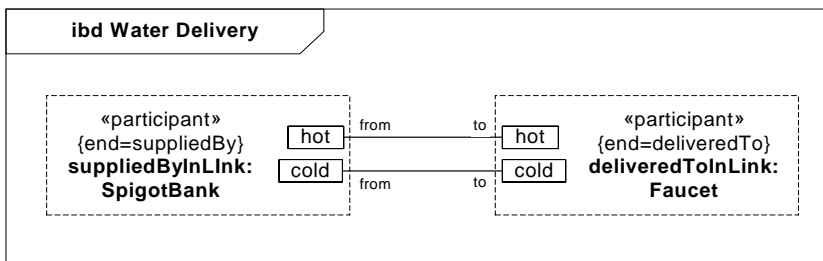 ibd Water Delivery
«participant»
{end=suppliedBy}
suppliedByInLInk:
SpigotBank
hot
cold
from
to
from
to
hot
cold
«participant»
{end=deliveredTo}
deliveredToInLink:
Faucet